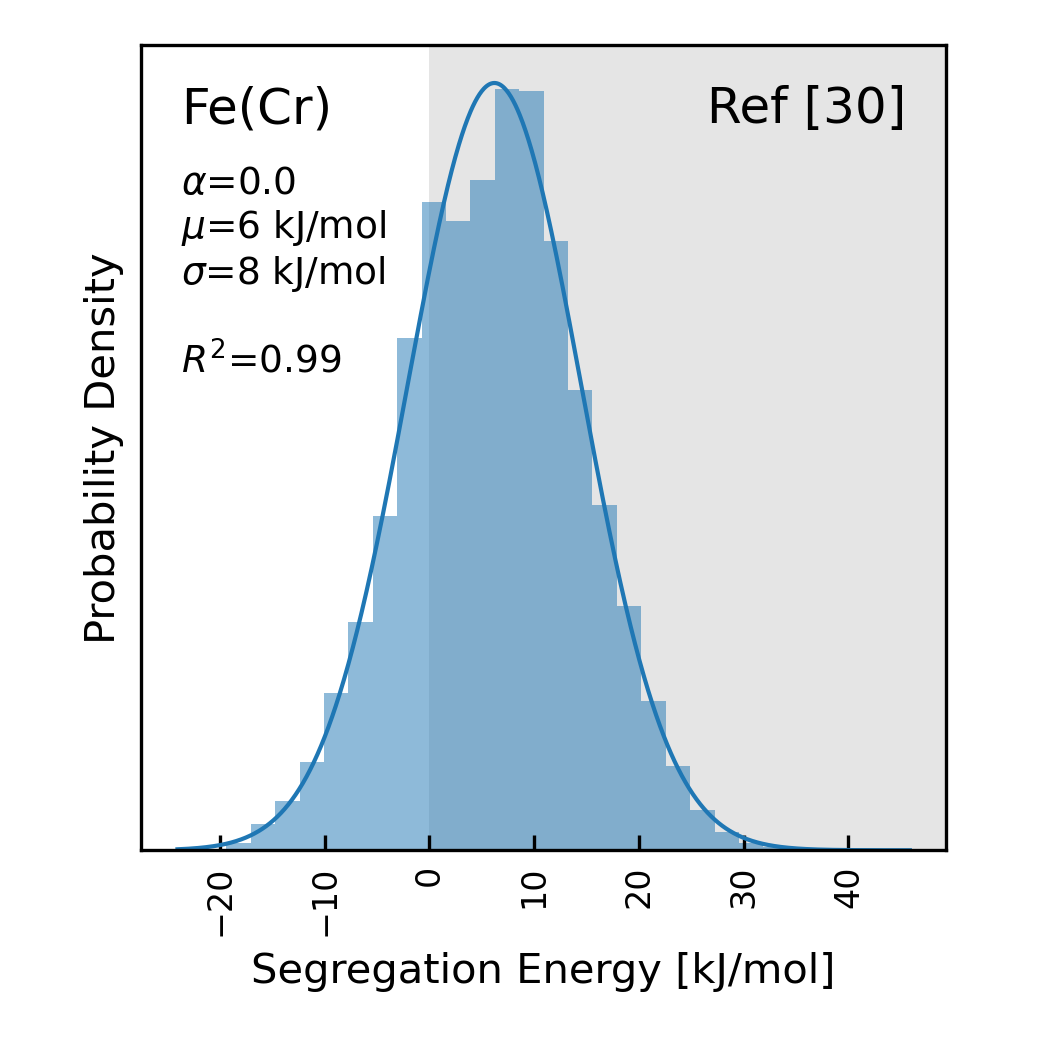 Fe(Cr)
Ref [30]
α=0.0
μ=6 kJ/mol
σ=8 kJ/mol
R²=0.99
Probability Density
−20
−10
0
10
20
30
40
Segregation Energy [kJ/mol]